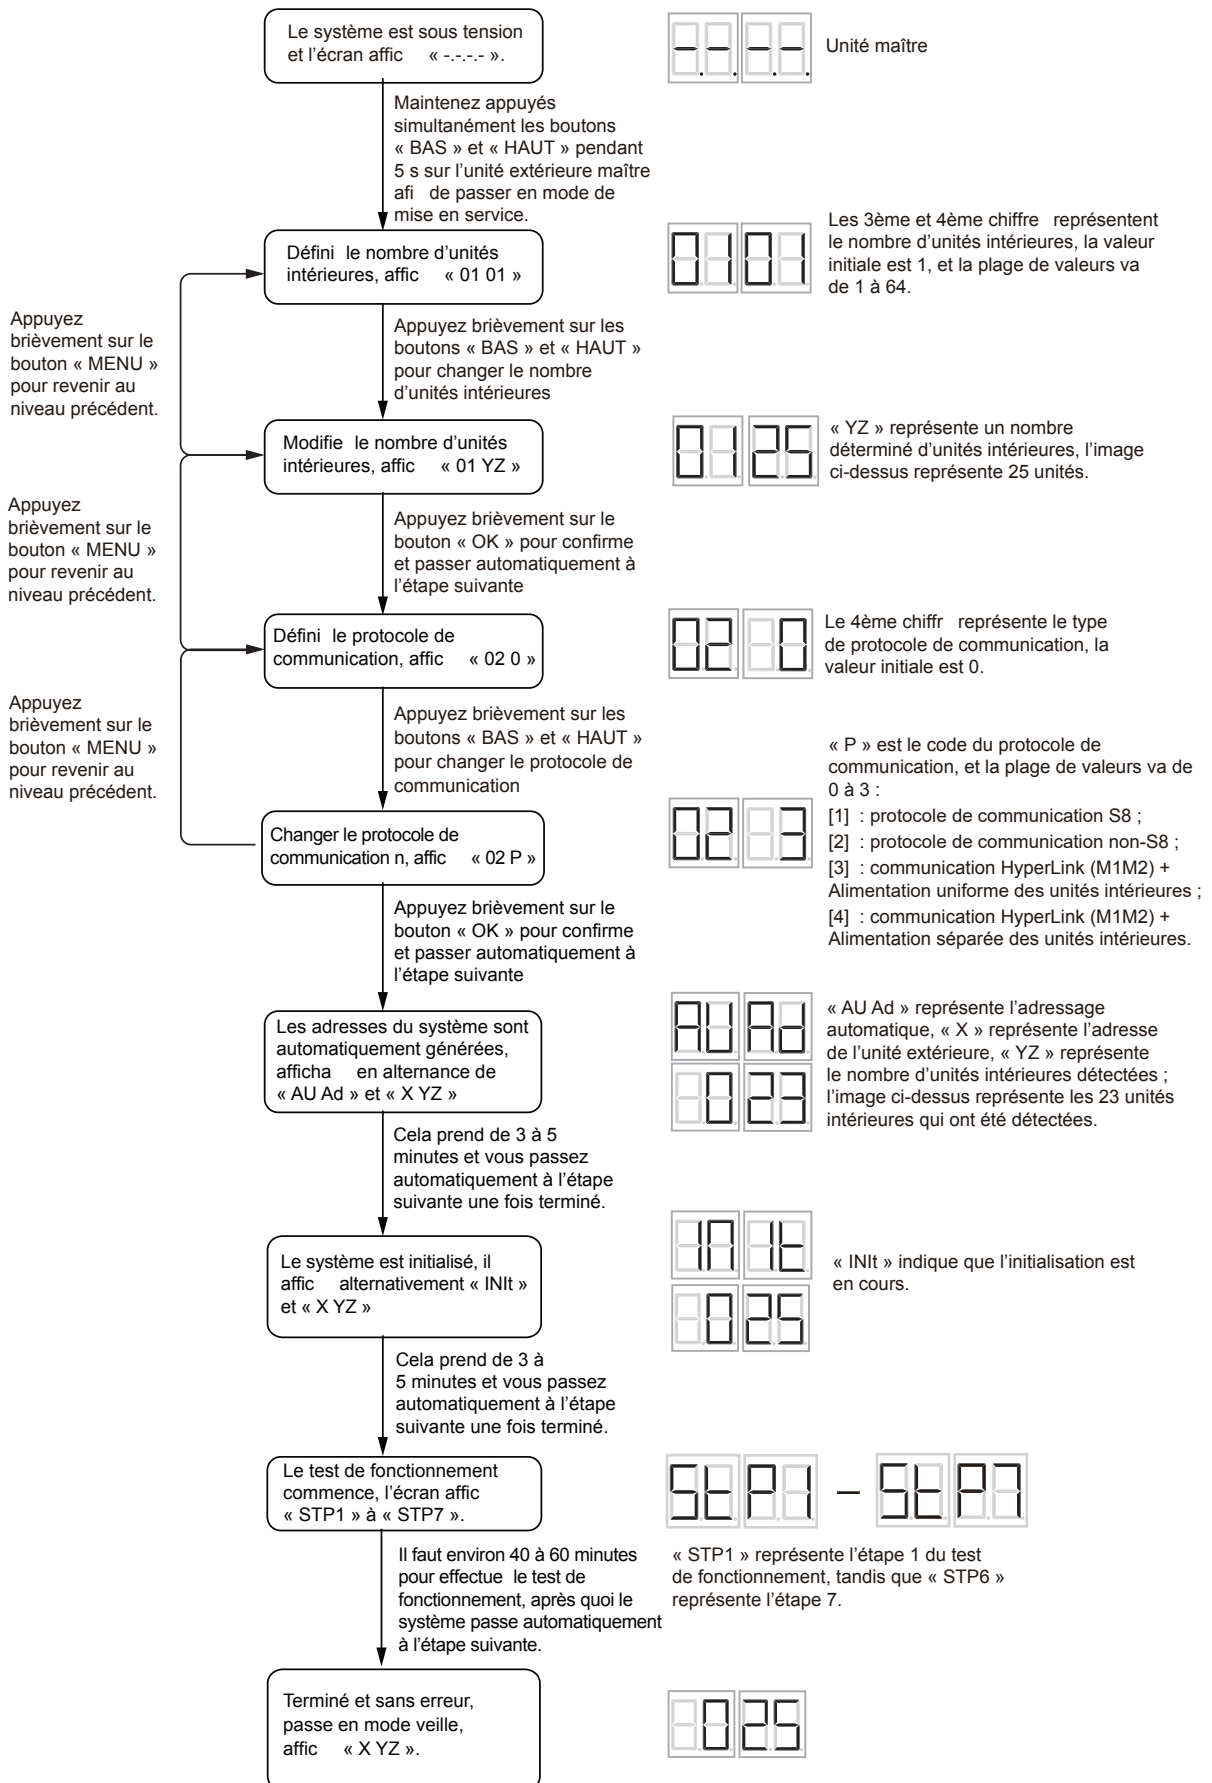 Le système est sous tension
et l'écran affic « -.-.-.- ».
Unité maître
Maintenez appuyés
simultanément les boutons
« BAS » et « HAUT » pendant
5 s sur l'unité extérieure maître
afi de passer en mode de
mise en service.
Défini le nombre d'unités
intérieures, affic « 01 01 »
0101
Les 3ème et 4ème chiffre représentent
le nombre d'unités intérieures, la valeur
initiale est 1, et la plage de valeurs va
de 1 à 64.
Appuyez
brièvement sur le
bouton « MENU »
pour revenir au
niveau précédent.
Appuyez brièvement sur les
boutons « BAS » et « HAUT »
pour changer le nombre
d'unités intérieures
Modifie le nombre d'unités
intérieures, affic « 01 YZ »
0125
« YZ » représente un nombre
déterminé d'unités intérieures, l'image
ci-dessus représente 25 unités.
Appuyez
brièvement sur le
bouton « MENU »
pour revenir au
niveau précédent.
Appuyez brièvement sur le
bouton « OK » pour confirme
et passer automatiquement à
l'étape suivante
Défini le protocole de
communication, affic « 02 0 »
02 0
Le 4ème chiffr représente le type
de protocole de communication, la
valeur initiale est 0.
Appuyez
brièvement sur le
bouton « MENU »
pour revenir au
niveau précédent.
Appuyez brièvement sur les
boutons « BAS » et « HAUT »
pour changer le protocole de
communication
Changer le protocole de
communication n, affic « 02 P »
02 3
« P » est le code du protocole de
communication, et la plage de valeurs va de
0 à 3 :
[1] : protocole de communication S8 ;
[2] : protocole de communication non-S8 ;
[3] : communication HyperLink (M1M2) +
Alimentation uniforme des unités intérieures ;
[4] : communication HyperLink (M1M2) +
Alimentation séparée des unités intérieures.
Appuyez brièvement sur le
bouton « OK » pour confirme
et passer automatiquement à
l'étape suivante
Les adresses du système sont
automatiquement générées,
afficha en alternance de
« AU Ad » et « X YZ »
AU Ad
023
« AU Ad » représente l'adressage
automatique, « X » représente l'adresse
de l'unité extérieure, « YZ » représente
le nombre d'unités intérieures détectées ;
l'image ci-dessus représente les 23 unités
intérieures qui ont été détectées.
Cela prend de 3 à 5
minutes et vous passez
automatiquement à l'étape
suivante une fois terminé.
Le système est initialisé, il
affic alternativement « INIt »
et « X YZ »
INIt
025
« INIt » indique que l'initialisation est
en cours.
Cela prend de 3 à
5 minutes et vous passez
automatiquement à l'étape
suivante une fois terminé.
Le test de fonctionnement
commence, l'écran affic
« STP1 » à « STP7 ».
StP1 – StP7
Il faut environ 40 à 60 minutes
pour effectue le test de
fonctionnement, après quoi le
système passe automatiquement
à l'étape suivante.
« STP1 » représente l'étape 1 du test
de fonctionnement, tandis que « STP6 »
représente l'étape 7.
Terminé et sans erreur,
passe en mode veille,
affic « X YZ ».
025